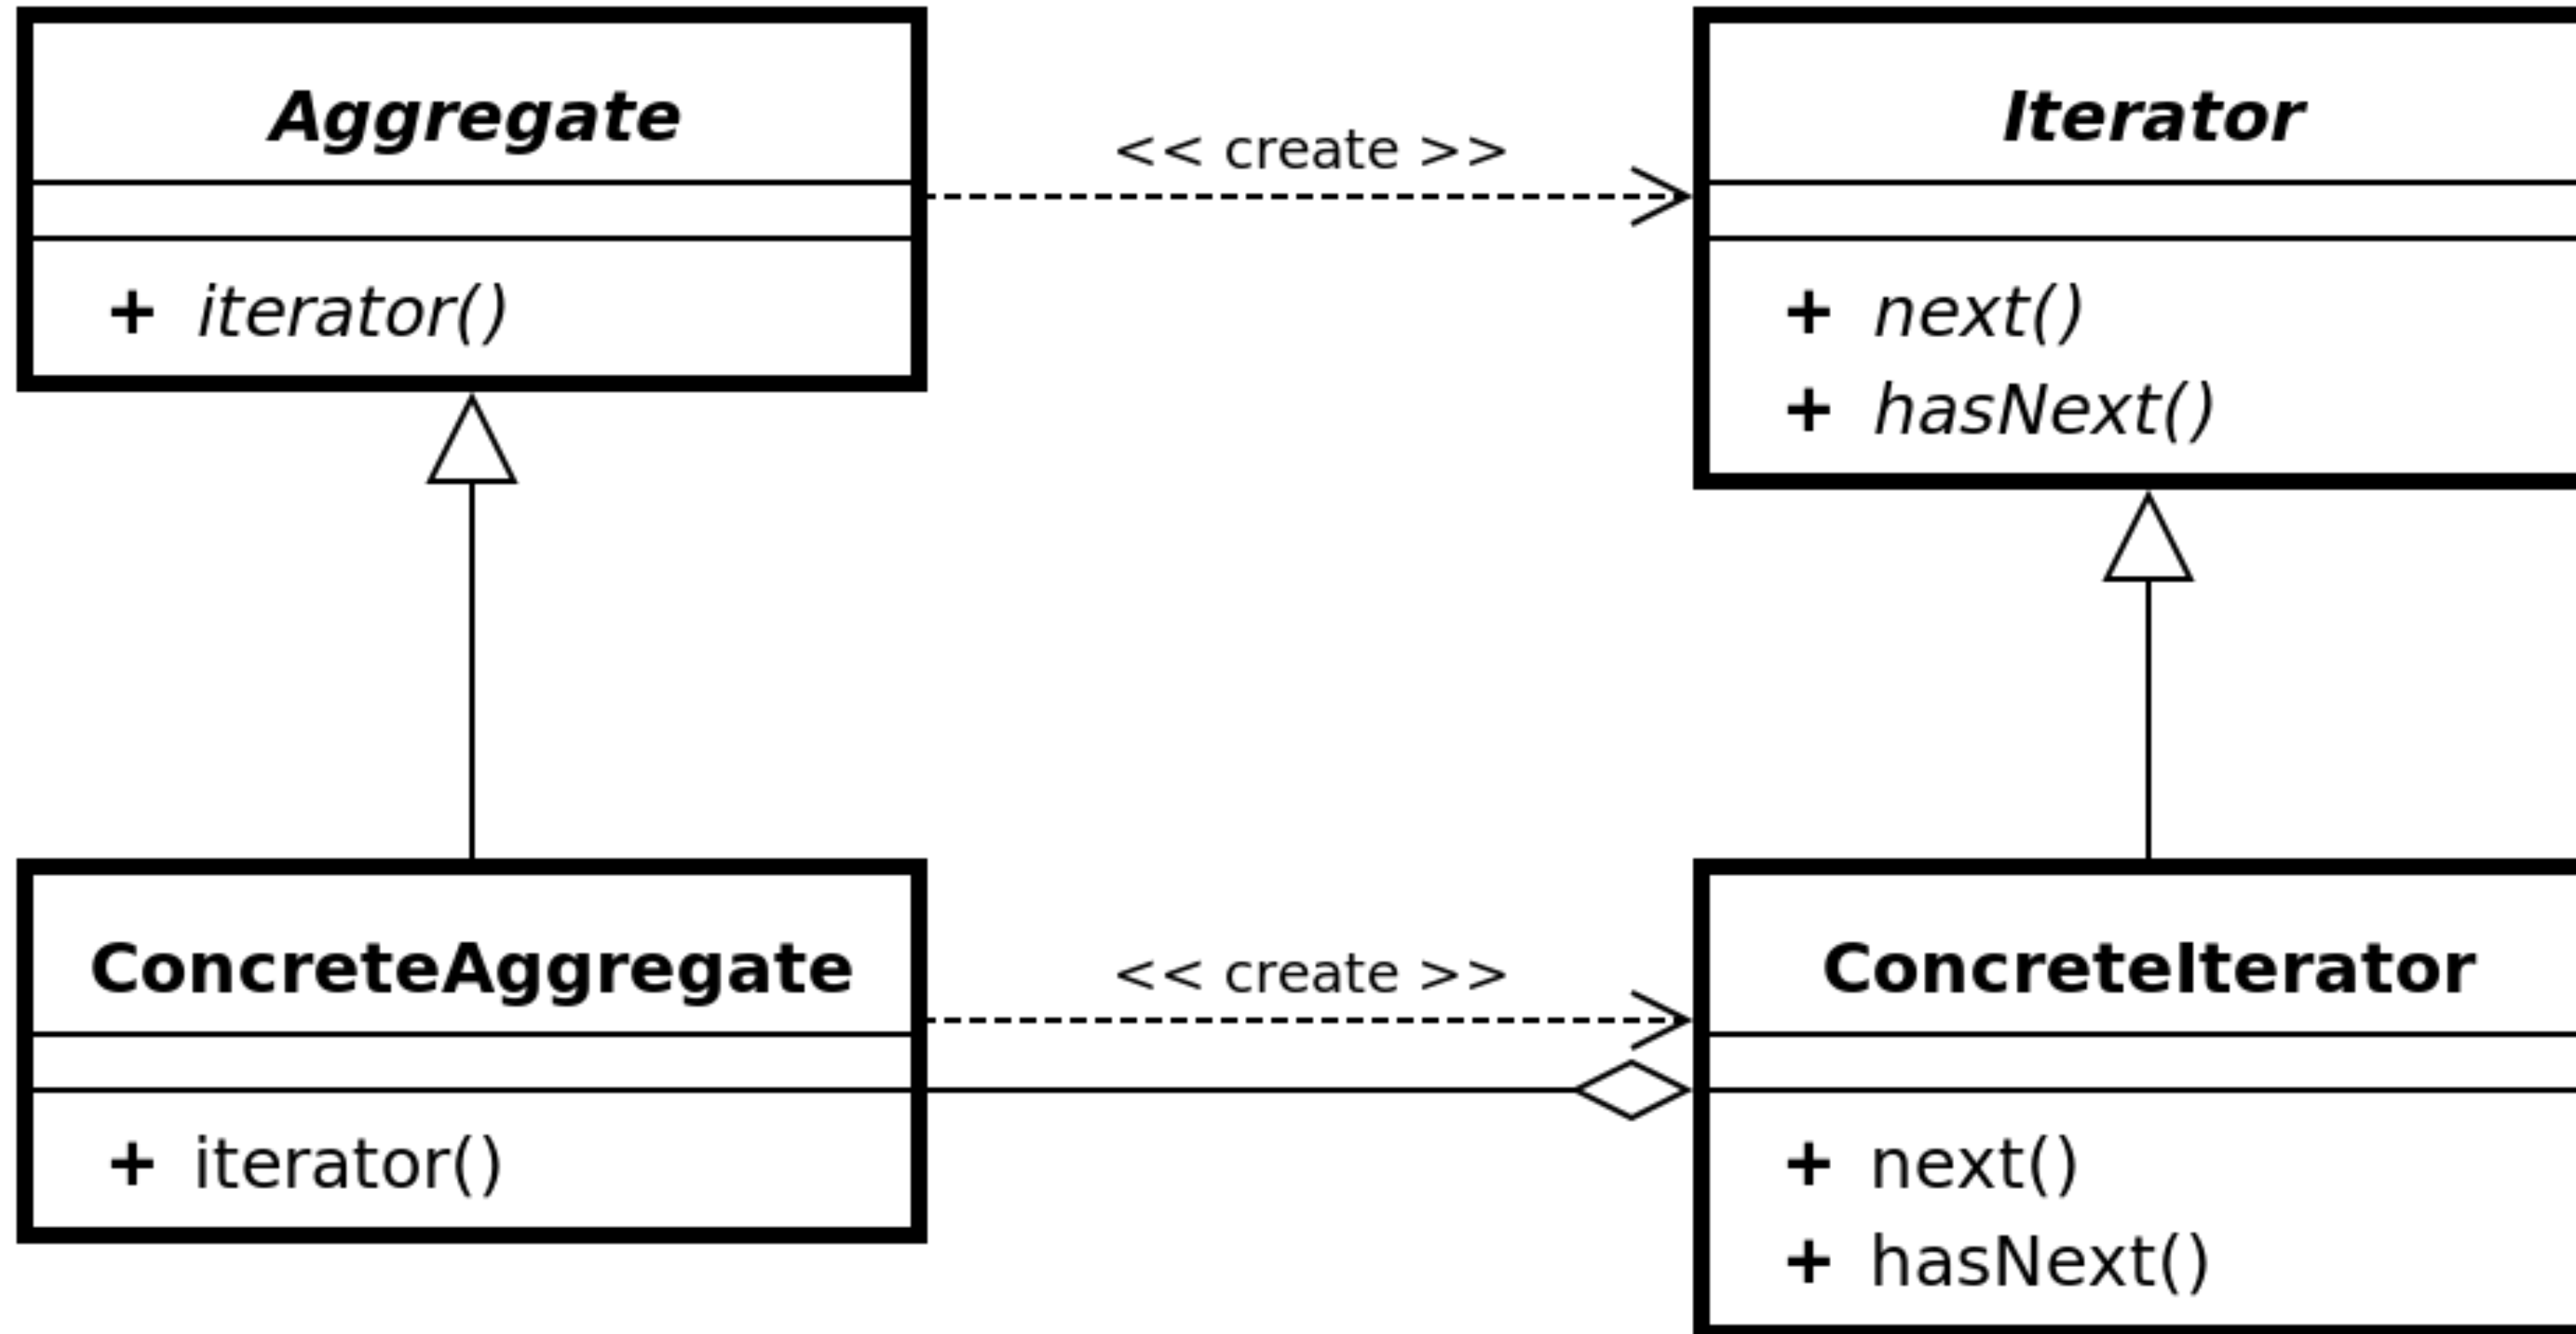 Aggregate
+ iterator()
<< create >>
Iterator
+ next()
+ hasNext()
ConcreteAggregate
+ iterator()
<< create >>
ConcreteIterator
+ next()
+ hasNext()